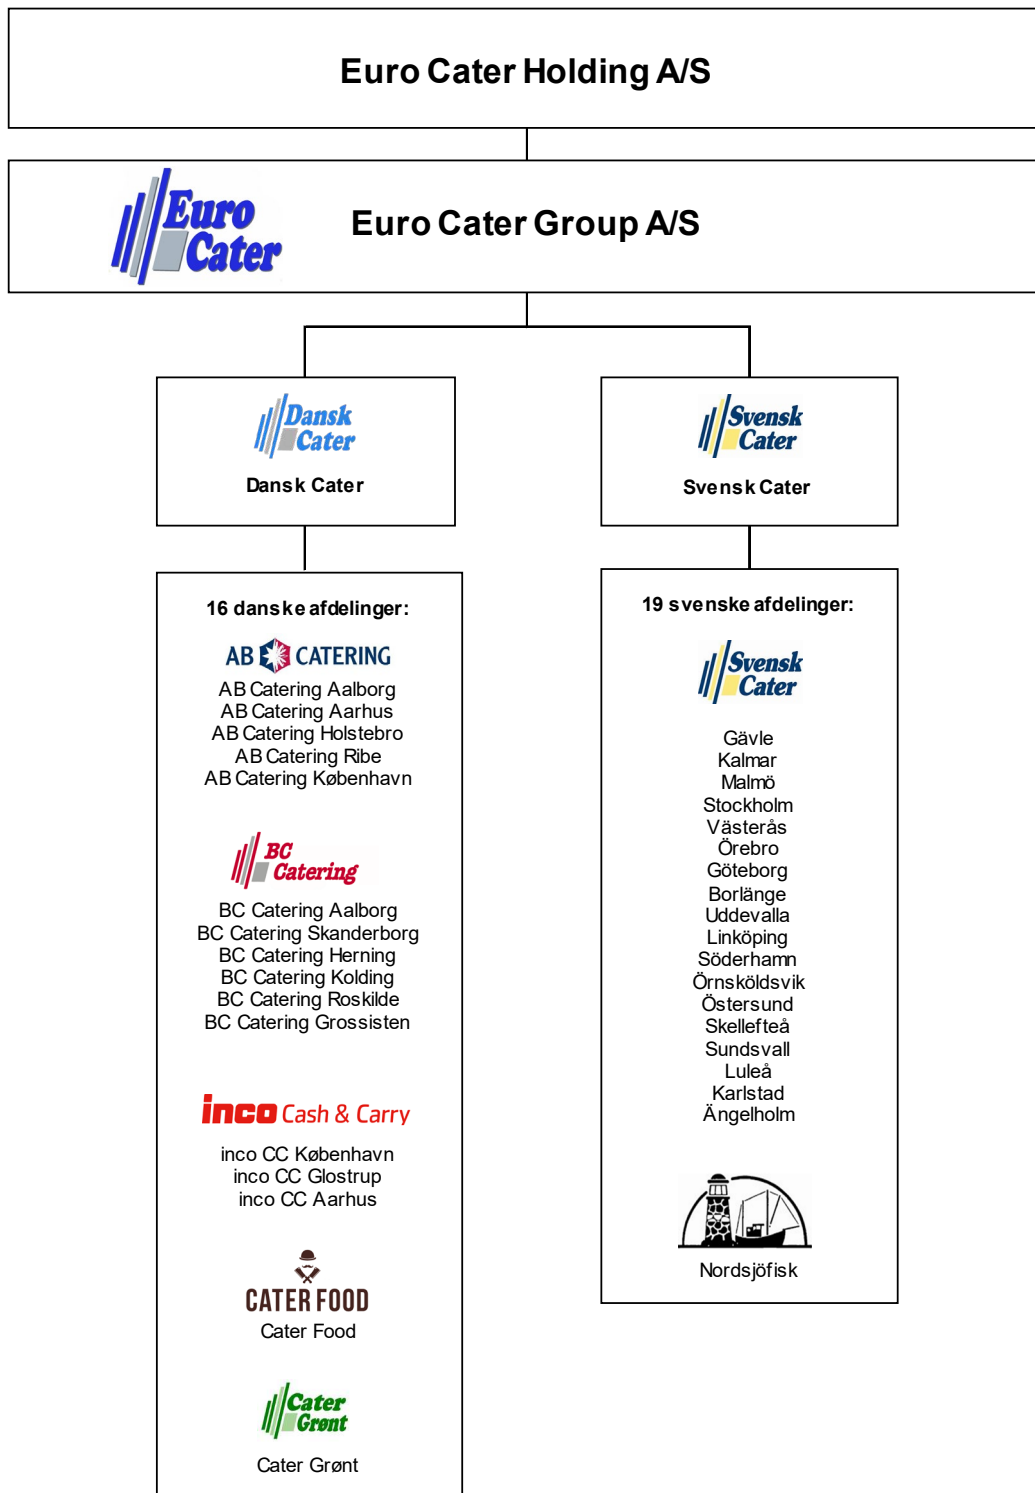 Euro Cater Holding A/S
Euro
Cater
Euro Cater Group A/S
Dansk
Cater
Dansk Cater
Svensk
Cater
Svensk Cater
16 danske afdelinger:
AB CATERING
AB Catering Aalborg
AB Catering Aarhus
AB Catering Holstebro
AB Catering Ribe
AB Catering København
BC
Catering
BC Catering Aalborg
BC Catering Skanderborg
BC Catering Herning
BC Catering Kolding
BC Catering Roskilde
BC Catering Grossisten
inco Cash & Carry
inco CC København
inco CC Glostrup
inco CC Aarhus
CATER FOOD
Cater Food
Cater
Grønt
Cater Grønt
19 svenske afdelinger:
Svensk
Cater
Gävle
Kalmar
Malmö
Stockholm
Västerås
Örebro
Göteborg
Borlänge
Uddevalla
Linköping
Söderhamn
Örnsköldsvik
Östersund
Skellefteå
Sundsvall
Luleå
Karlstad
Ängelholm
Nordsjöfisk